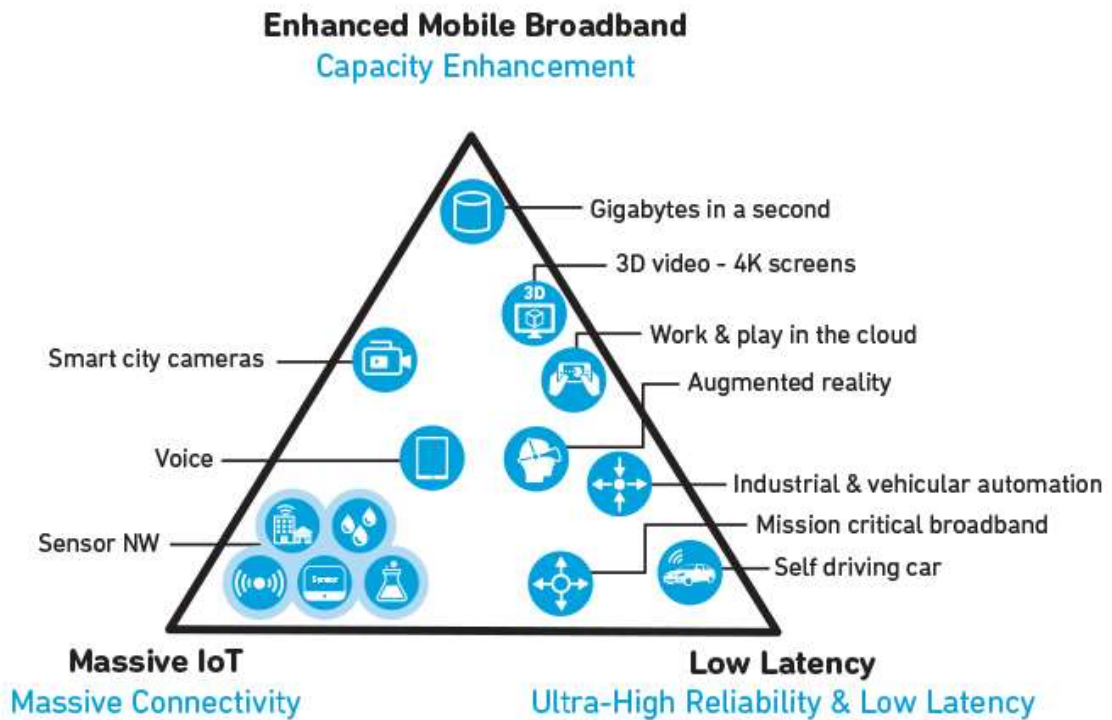 Enhanced Mobile Broadband
Capacity Enhancement
Gigabytes in a second
3D video - 4K screens
3D
Work & play in the cloud
Smart city cameras
Augmented reality
Voice
Industrial & vehicular automation
Mission critical broadband
Sensor NW
Self driving car
Sensor
Massive IoT
Massive Connectivity
Low Latency
Ultra-High Reliability & Low Latency